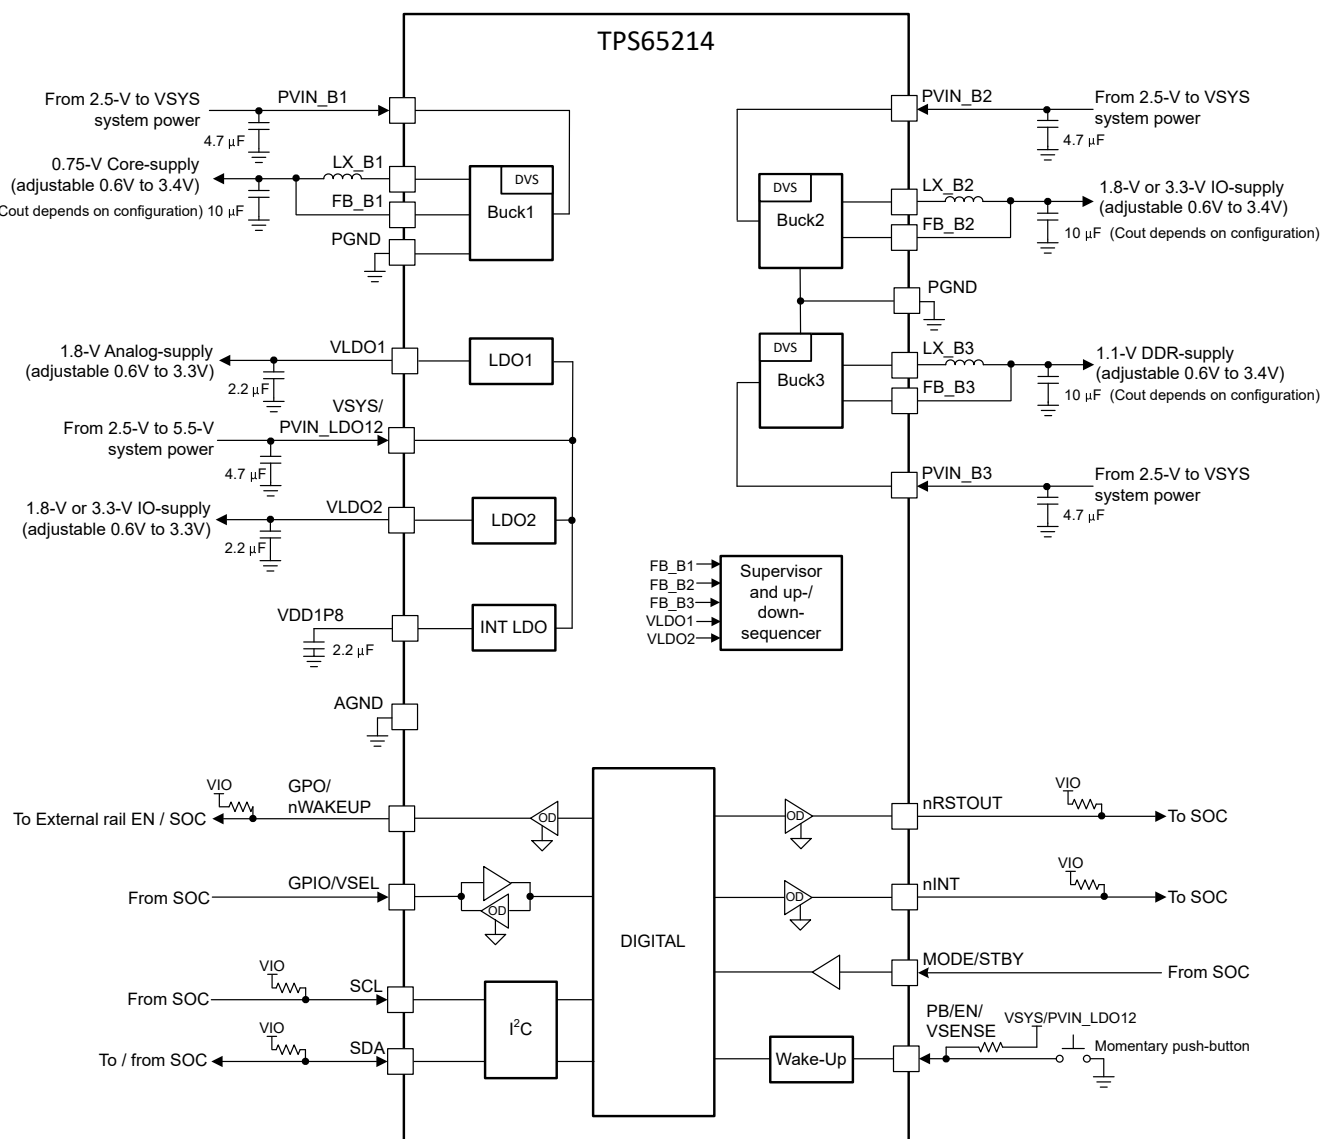 TPS65214
From 2.5-V to VSYS
system power
PVIN_B1
4.7 µF
0.75-V Core-supply
(adjustable 0.6V to 3.4V)
Cout depends on configuration)
10 µF
LX_B1
FB_B1
PGND
DVS
Buck1
1.8-V Analog-supply
(adjustable 0.6V to 3.3V)
VLDO1
2.2 µF
LDO1
From 2.5-V to 5.5-V
system power
VSYS/
PVIN_LDO12
4.7 µF
1.8-V or 3.3-V IO-supply
(adjustable 0.6V to 3.3V)
VLDO2
2.2 µF
LDO2
VDD1P8
2.2 µF
INT LDO
AGND
PVIN_B2
From 2.5-V to VSYS
system power
4.7 µF
DVS
Buck2
LX_B2
FB_B2
1.8-V or 3.3-V IO-supply
(adjustable 0.6V to 3.4V)
10 µF (Cout depends on configuration)
PGND
DVS
Buck3
LX_B3
FB_B3
1.1-V DDR-supply
(adjustable 0.6V to 3.4V)
10 µF (Cout depends on configuration)
PVIN_B3
From 2.5-V to VSYS
system power
4.7 µF
FB_B1
FB_B2
FB_B3
VLDO1
VLDO2
Supervisor
and up-/
down-
sequencer
VIO
GPO/
nWAKEUP
To External rail EN / SOC
OD
From SOC
GPIO/VSEL
OD
VIO
From SOC
SCL
VIO
To / from SOC
SDA
I²C
DIGITAL
OD
nRSTOUT
VIO
To SOC
OD
nINT
VIO
To SOC
MODE/STBY
From SOC
Wake-Up
PB/EN/
VSENSE
VSYS/PVIN_LDO12
Momentary push-button